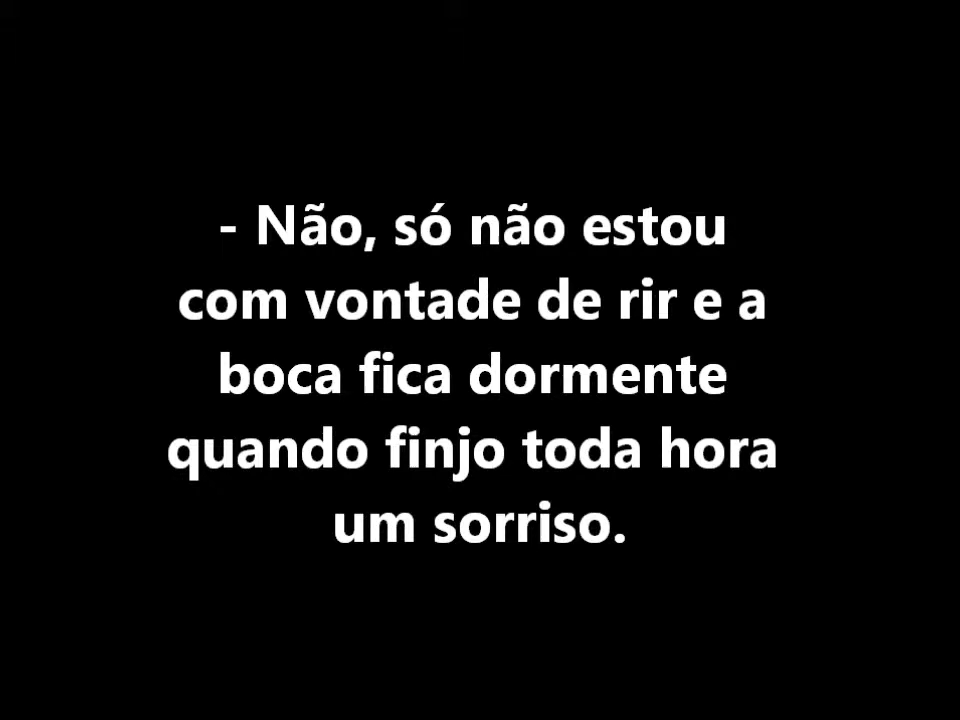 - Não, só não estou
com vontade de rir e a
boca fica dormente
quando finjo toda hora
um sorriso.